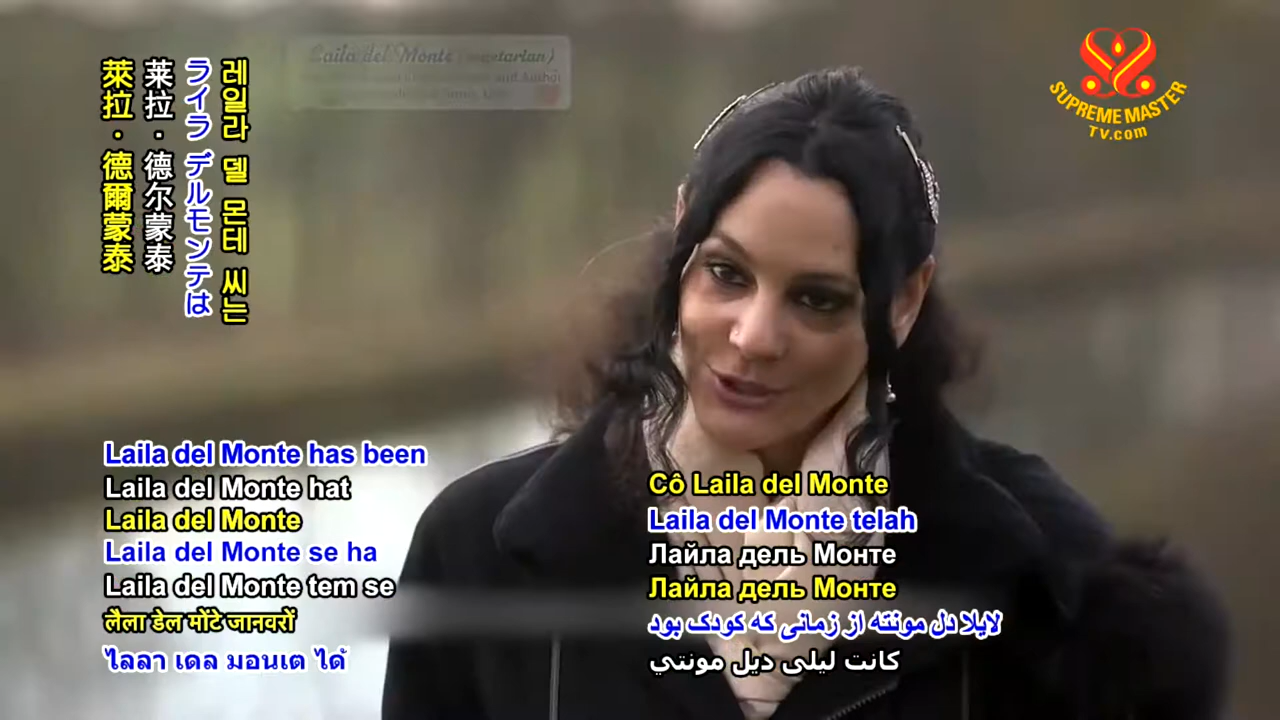 萊拉·德爾蒙泰
莱拉·德尔蒙泰
ライラ デルモンテは
레일라 델 몬테 씨는
Laila del Monte (vegetarian)
and Author
SUPREME MASTER
TV.com
Laila del Monte has been
Laila del Monte hat
Laila del Monte
Laila del Monte se ha
Laila del Monte tem se
लैला डेल मोंटे जानवरों
ไลลา เดล มอนเต ได้
Cô Laila del Monte
Laila del Monte telah
Лайла дель Монте
Лайла дель Монте
لایلا دل مونته از زمانی که کودک بود
كانت ليلى ديل مونتي